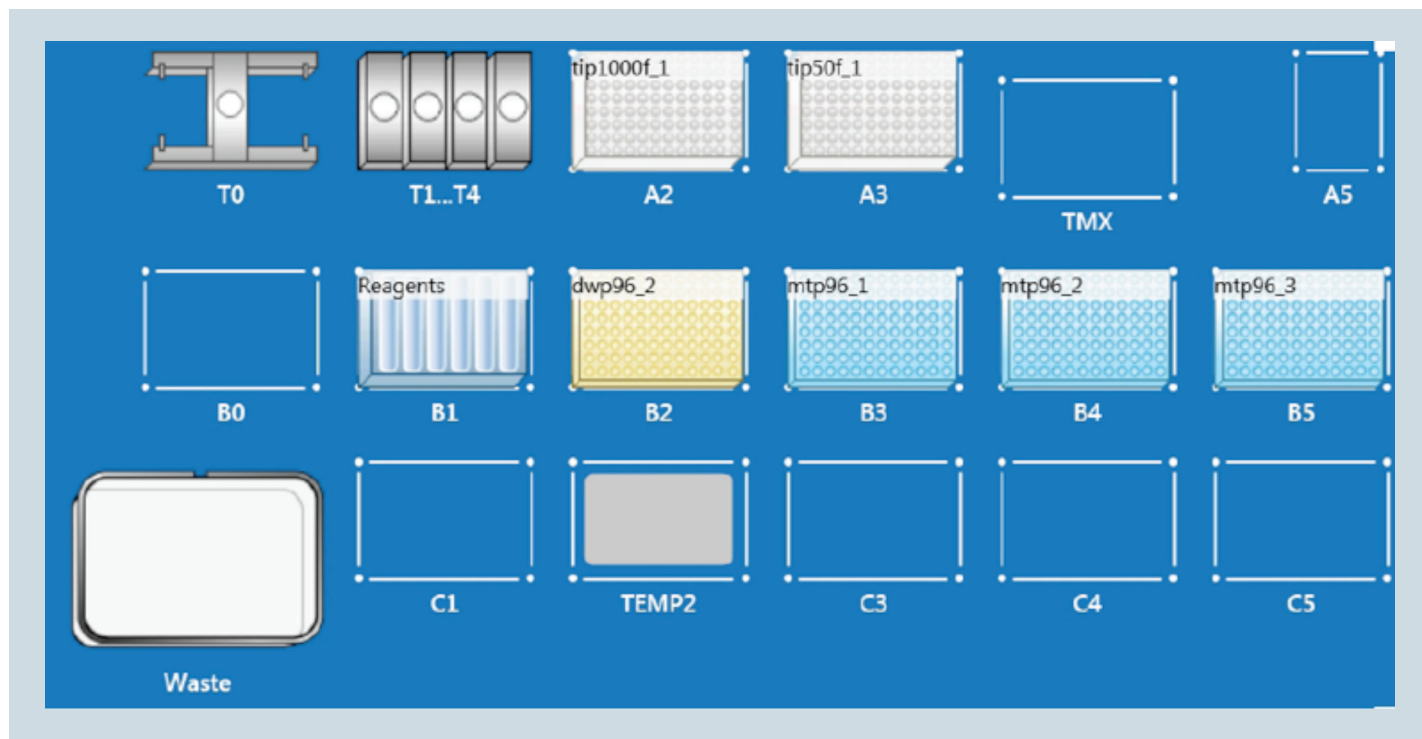 tip1000f_1
tip50f_1
T0
T1...T4
A2
A3
TMX
A5
Reagents
dwp96_2
mtp96_1
mtp96_2
mtp96_3
B0
B1
B2
B3
B4
B5
C1
TEMP2
C3
C4
C5
Waste